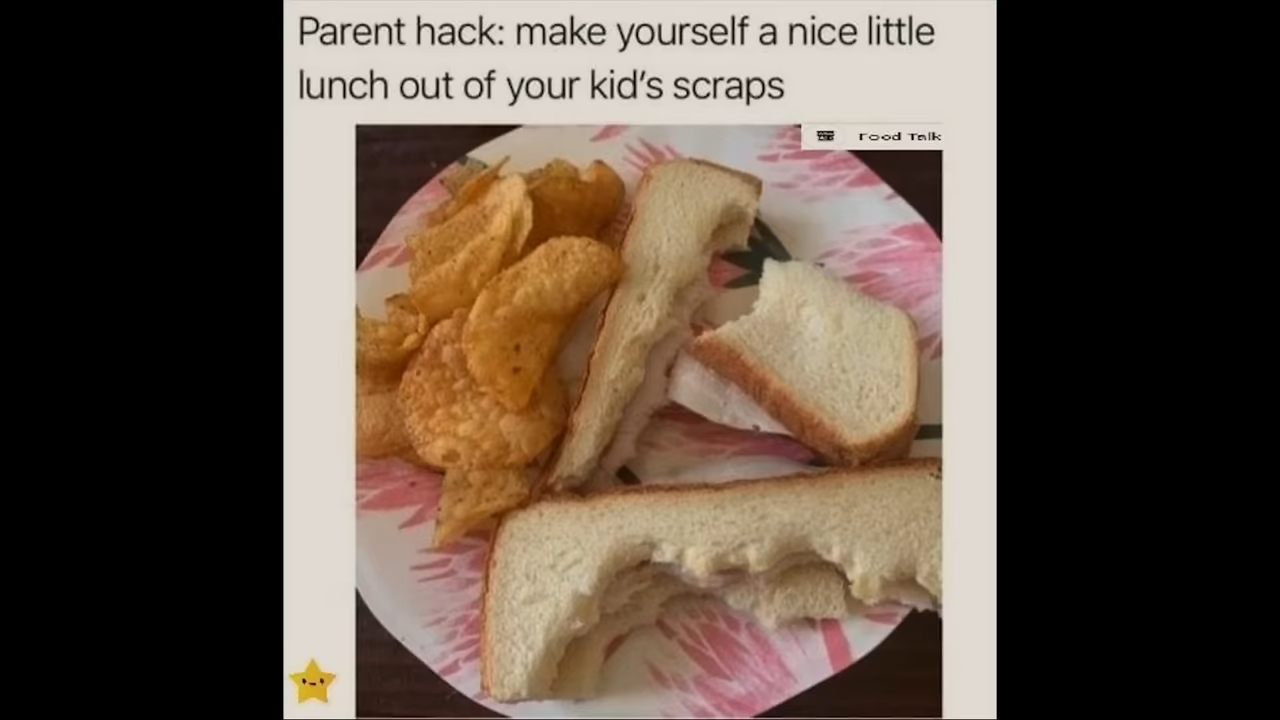 Parent hack: make yourself a nice little
lunch out of your kid's scraps
Food Talk